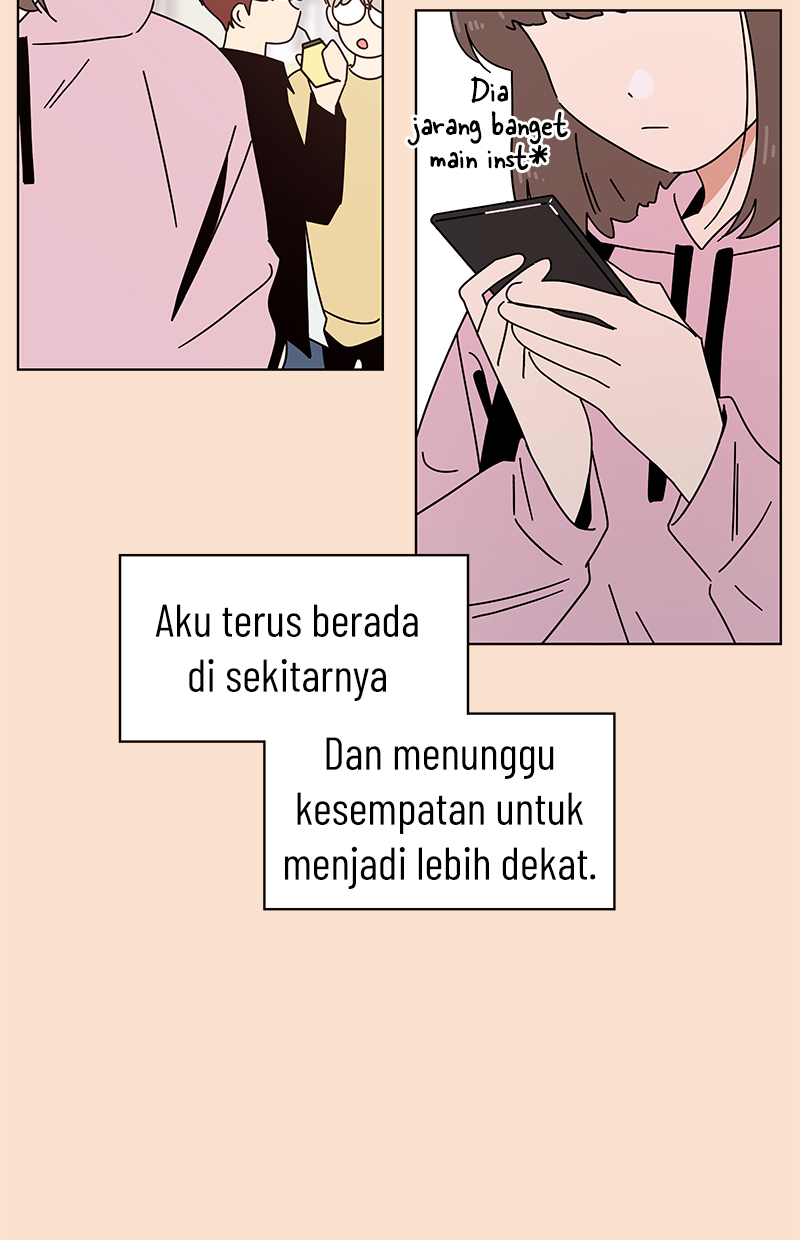 Dia
jarang banget
main inst*
Aku terus berada
di sekitarnya
Dan menunggu
kesempatan untuk
menjadi lebih dekat.